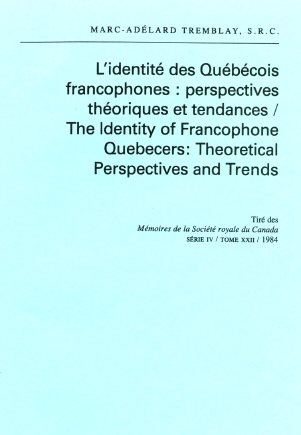 MARC-ADÉLARD TREMBLAY, S.R.C.
L'identité des Québécois
francophones : perspectives
théoriques et tendances /
The Identity of Francophone
Quebecers: Theoretical
Perspectives and Trends
Tiré des
Mémoires de la Société royale du Canada
SÉRIE IV / TOME XXII / 1984